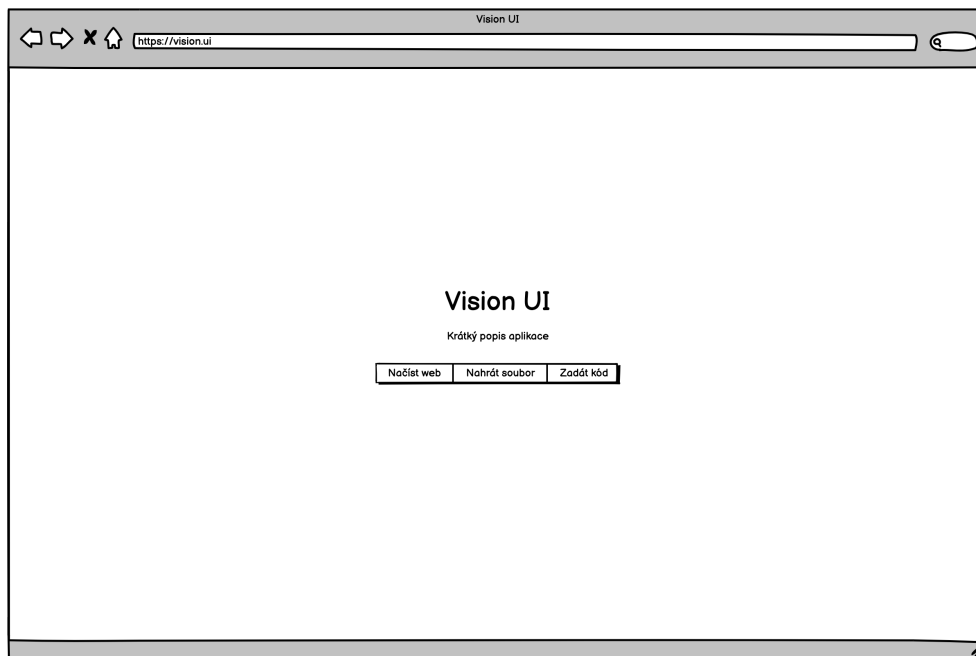 Vision UI
https://vision.ui
Vision UI
Krátký popis aplikace
Načíst web Nahrát soubor Zadát kód